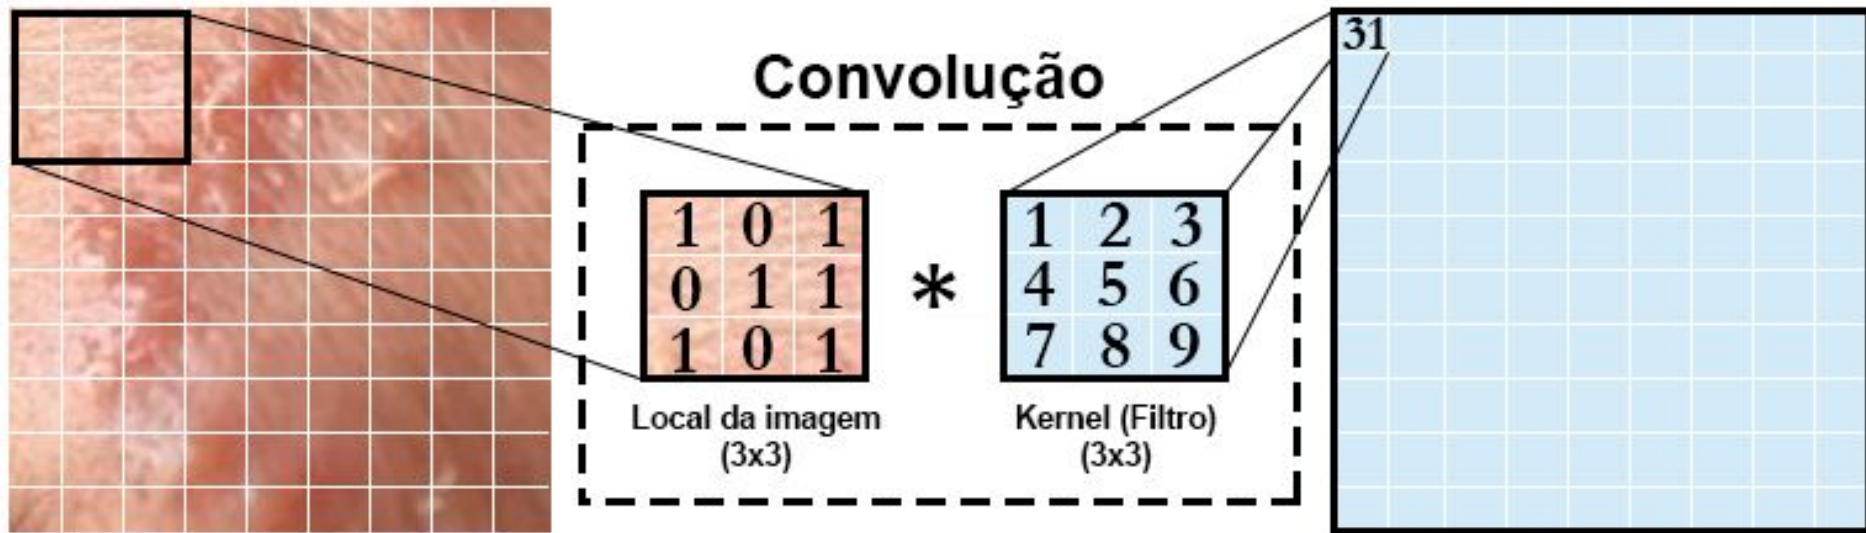 31
Convolução
1 0 1
0 1 1
1 0 1
*
1 2 3
4 5 6
7 8 9
Local da imagem
(3x3)
Kernel (Filtro)
(3x3)